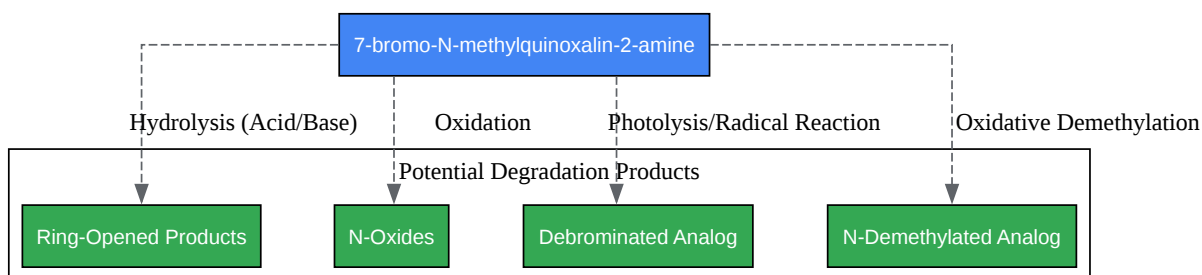 7-bromo-N-methylquinoxalin-2-amine
Hydrolysis (Acid/Base)
Oxidation
Photolysis/Radical Reaction
Oxidative Demethylation
Potential Degradation Products
Ring-Opened Products
N-Oxides
Debrominated Analog
N-Demethylated Analog